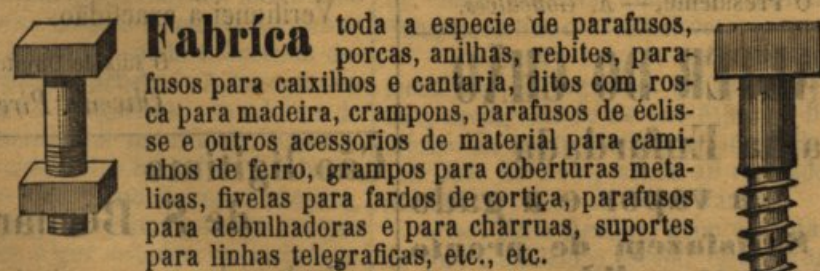 Fabríca toda a especie de parafusos,
porcas, anilhas, rebites, para-
fusos para caixilhos e cantaria, ditos com ros-
ca para madeira, crampons, parafusos de éclis-
se e outros acessorios de material para cami-
nhos de ferro, grampos para coberturas meta-
licas, fivelas para fardos de cortiça, parafusos
para debulhadoras e para charruas, suportes
para linhas telegraficas, etc., etc.